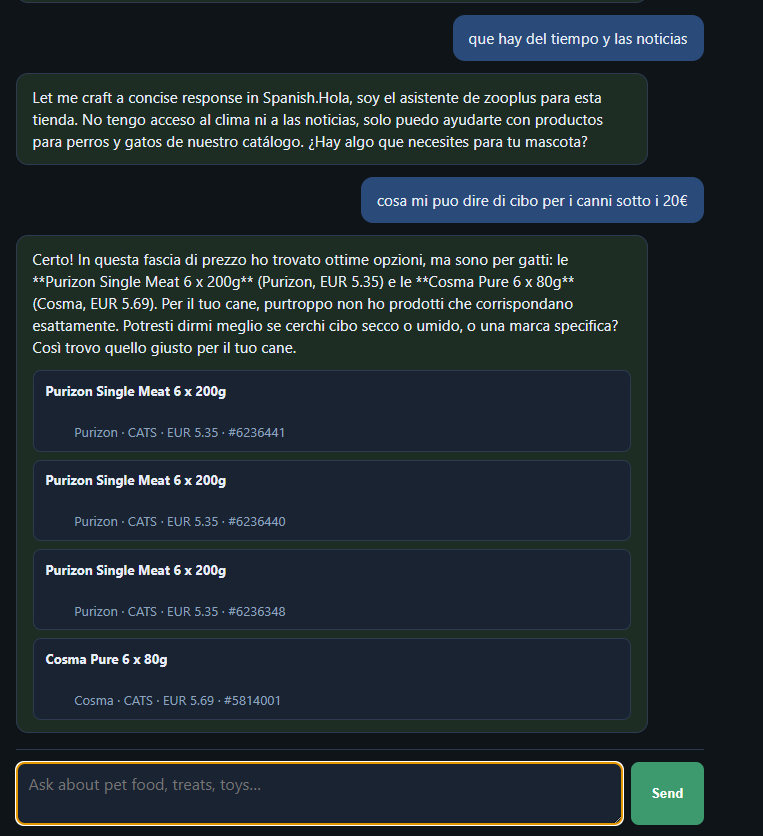 que hay del tiempo y las noticias
Let me craft a concise response in Spanish.Hola, soy el asistente de zooplus para esta
tienda. No tengo acceso al clima ni a las noticias, solo puedo ayudarte con productos
para perros y gatos de nuestro catálogo. ¿Hay algo que necesites para tu mascota?
cosa mi puo dire di cibo per i canni sotto i 20€
Certo! In questa fascia di prezzo ho trovato ottime opzioni, ma sono per gatti: le
**Purizon Single Meat 6 x 200g** (Purizon, EUR 5.35) e le **Cosma Pure 6 x 80g**
(Cosma, EUR 5.69). Per il tuo cane, purtroppo non ho prodotti che corrispondano
esattamente. Potresti dirmi meglio se cerchi cibo secco o umido, o una marca specifica?
Così trovo quello giusto per il tuo cane.
Purizon Single Meat 6 x 200g
Purizon · CATS · EUR 5.35 · #6236441
Purizon Single Meat 6 x 200g
Purizon · CATS · EUR 5.35 · #6236440
Purizon Single Meat 6 x 200g
Purizon · CATS · EUR 5.35 · #6236348
Cosma Pure 6 x 80g
Cosma · CATS · EUR 5.69 · #5814001
Ask about pet food, treats, toys...
Send